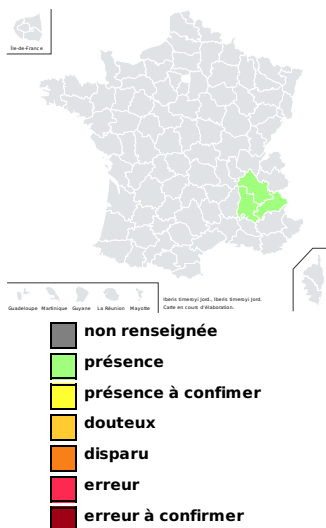 Île-de-France
Guadeloupe Martinique Guyane La Réunion Mayotte
Iberis timeroyi Jord., Iberis timeroyi Jord.
Carte en cours d'élaboration.
non renseignée
présence
présence à confimer
douteux
disparu
erreur
erreur à confirmer